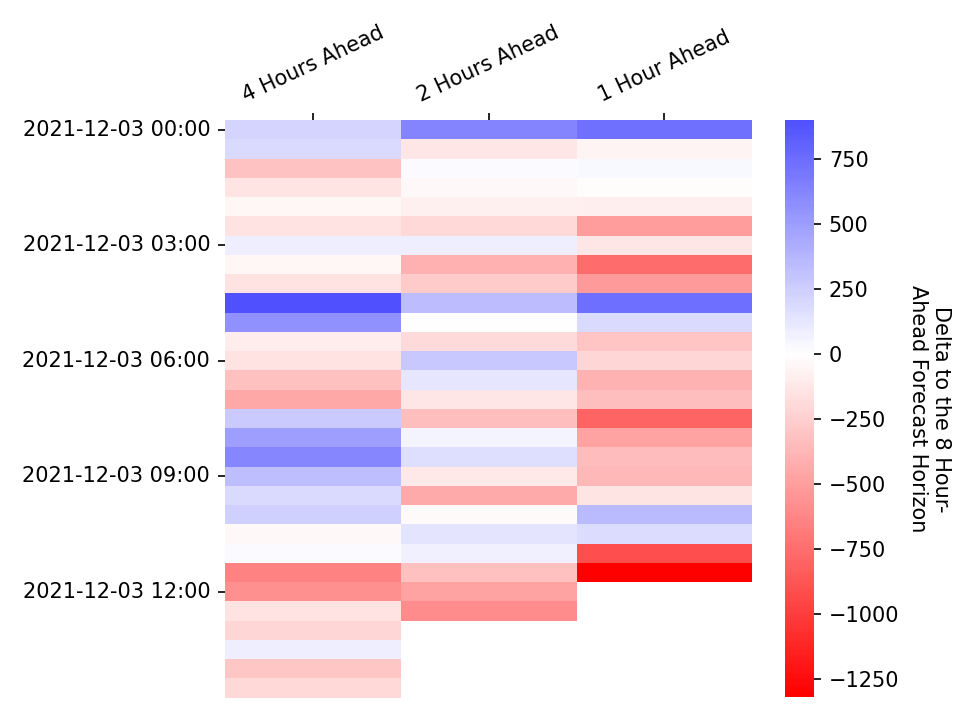 4 Hours Ahead
2 Hours Ahead
1 Hour Ahead
2021-12-03 00:00
2021-12-03 03:00
2021-12-03 06:00
2021-12-03 09:00
2021-12-03 12:00
750
500
250
0
−250
−500
−750
−1000
−1250
Delta to the 8 Hour-
Ahead Forecast Horizon